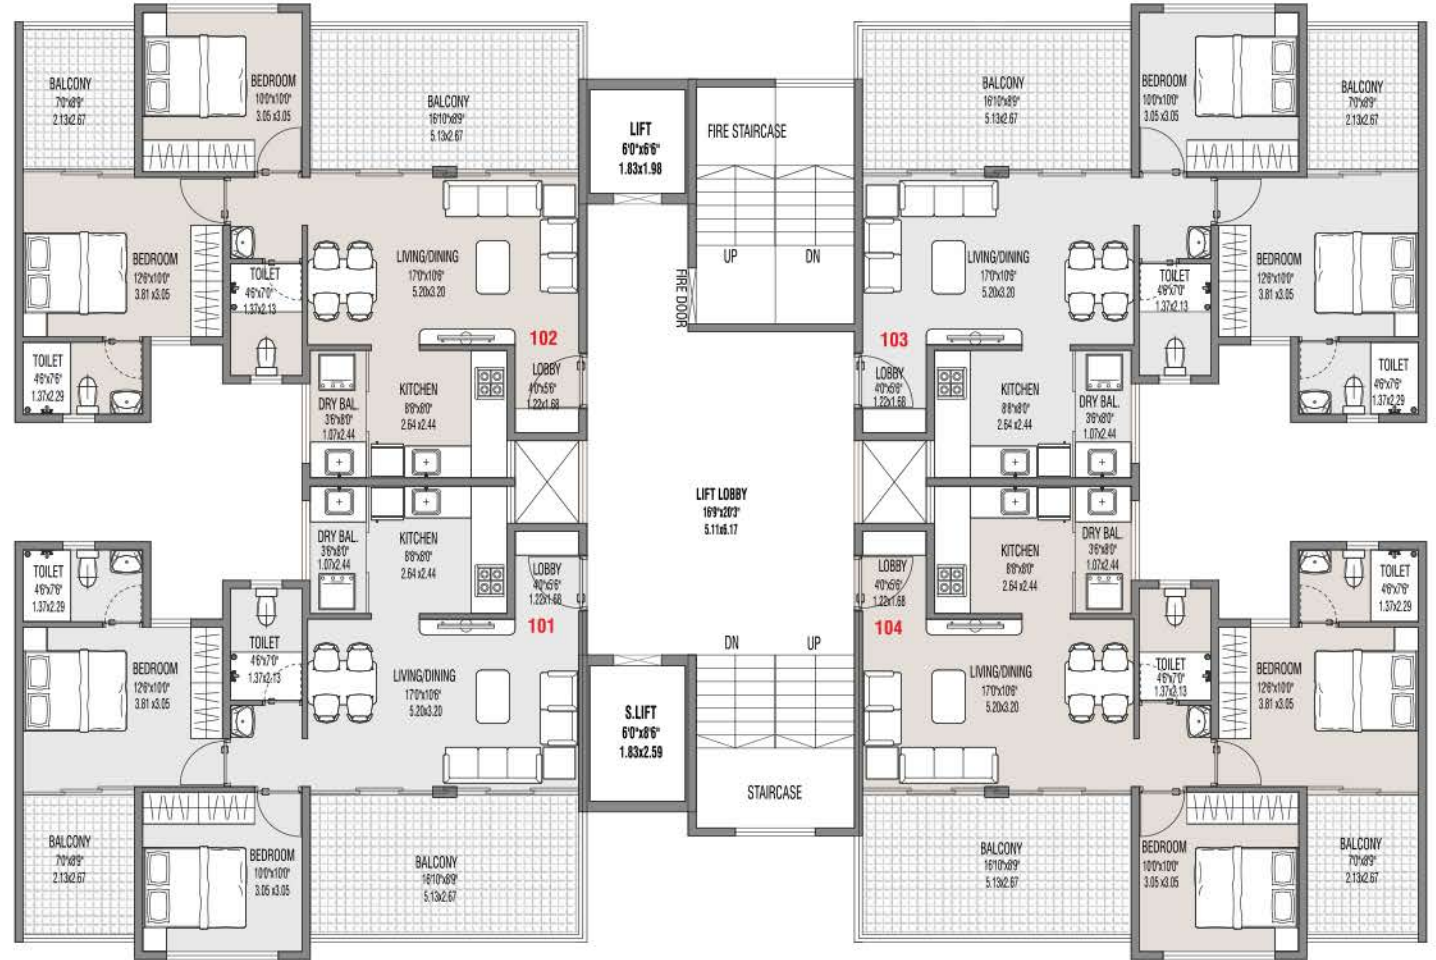 BALCONY
7'0"x8'9"
2.13x2.67
BEDROOM
10'0"x10'0"
3.05 x3.05
BALCONY
16'10"x8'9"
5.13x2.67
LIFT
6'0"x6'6"
1.83x1.98
FIRE STAIRCASE
UP
DN
FIRE DOOR
BALCONY
16'10"x8'9"
5.13x2.67
BEDROOM
10'0"x10'0"
3.05 x3.05
BALCONY
7'0"x8'9"
2.13x2.67
BEDROOM
12'6"x10'0"
3.81 x3.05
TOILET
4'6"x7'0"
1.37x2.13
LIVING/DINING
17'0"x10'6"
5.20x3.20
102
TOILET
4'6"x7'6"
1.37x2.29
DRY BAL.
3'6"x8'0"
1.07x2.44
KITCHEN
8'8"x8'0"
2.64 x2.44
LOBBY
4'0"x5'6"
1.22x1.68
LIVING/DINING
17'0"x10'6"
5.20x3.20
TOILET
4'6"x7'0"
1.37x2.13
BEDROOM
12'6"x10'0"
3.81 x3.05
103
LOBBY
4'0"x5'6"
1.22x1.68
KITCHEN
8'8"x8'0"
2.64 x2.44
DRY BAL.
3'6"x8'0"
1.07x2.44
TOILET
4'6"x7'6"
1.37x2.29
LIFT LOBBY
16'9"x20'3"
5.11x6.17
TOILET
4'6"x7'6"
1.37x2.29
DRY BAL.
3'6"x8'0"
1.07x2.44
KITCHEN
8'8"x8'0"
2.64 x2.44
LOBBY
4'0"x5'6"
1.22x1.68
101
TOILET
4'6"x7'0"
1.37x2.13
BEDROOM
12'6"x10'0"
3.81 x3.05
LIVING/DINING
17'0"x10'6"
5.20x3.20
LOBBY
4'0"x5'6"
1.22x1.68
104
KITCHEN
8'8"x8'0"
2.64 x2.44
DRY BAL.
3'6"x8'0"
1.07x2.44
TOILET
4'6"x7'6"
1.37x2.29
LIVING/DINING
17'0"x10'6"
5.20x3.20
TOILET
4'6"x7'0"
1.37x2.13
BEDROOM
12'6"x10'0"
3.81 x3.05
DN
UP
S.LIFT
6'0"x8'6"
1.83x2.59
STAIRCASE
BALCONY
7'0"x8'9"
2.13x2.67
BEDROOM
10'0"x10'0"
3.05 x3.05
BALCONY
16'10"x8'9"
5.13x2.67
BALCONY
16'10"x8'9"
5.13x2.67
BEDROOM
10'0"x10'0"
3.05 x3.05
BALCONY
7'0"x8'9"
2.13x2.67